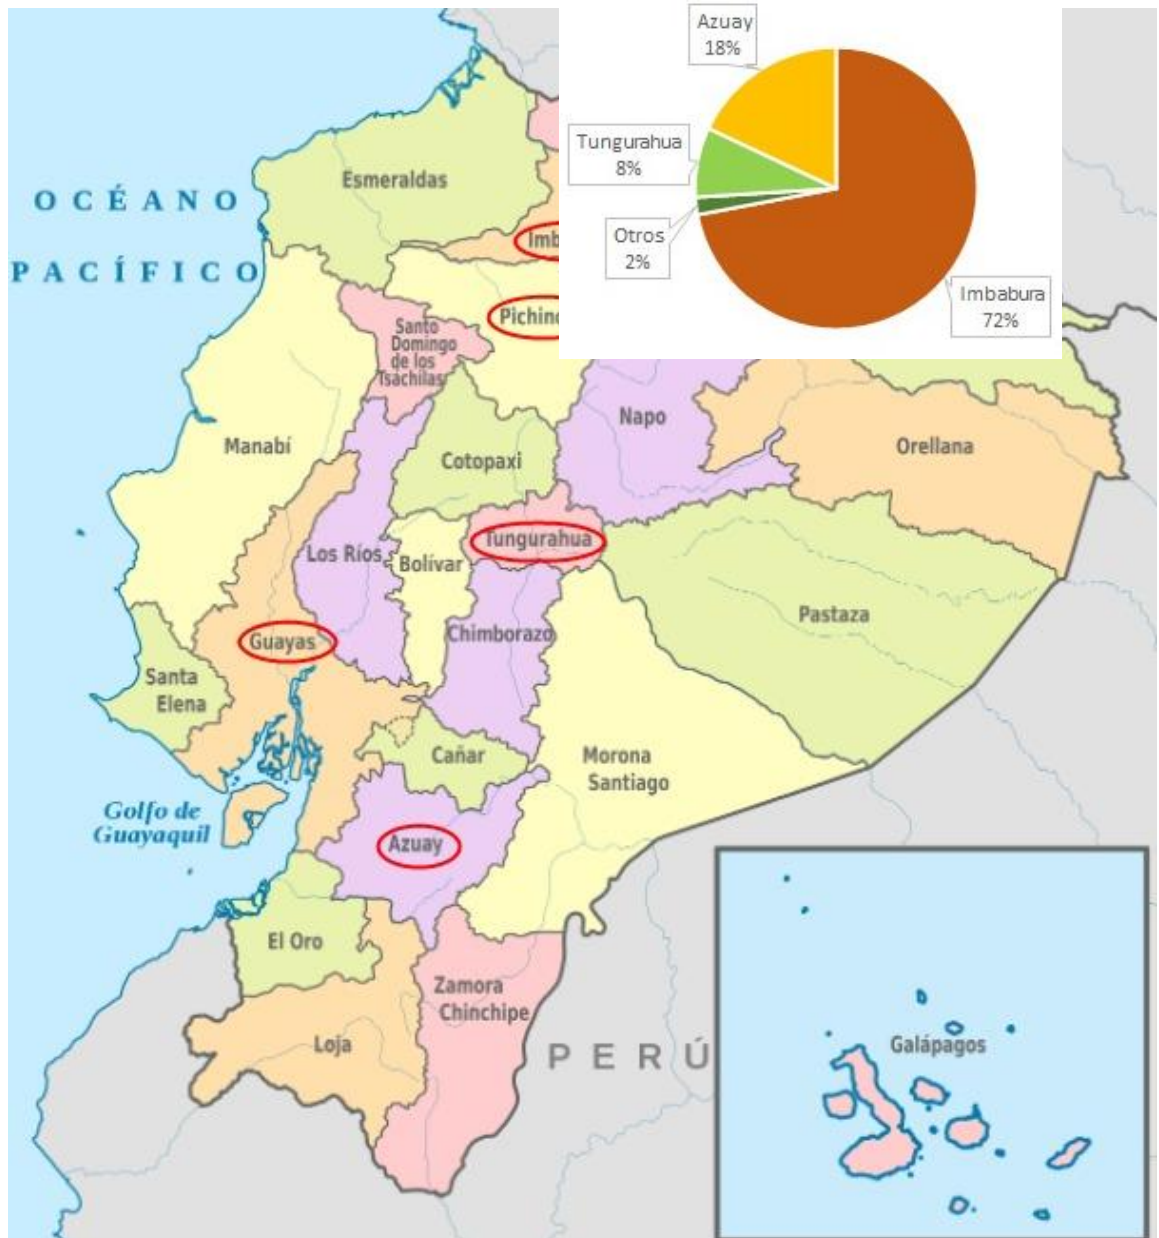 Azuay
18%
Tungurahua
8%
Otros
2%
Imbabura
72%
OCÉANO
PACÍFICO
Esmeraldas
Imb
Pichinc
Santo
Domingo
de los
Tsáchilas
Manabí
Cotopaxi
Napo
Orellana
Los Ríos
Bolívar
Tungurahua
Pastaza
Guayas
Chimborazo
Santa
Elena
Cañar
Morona
Santiago
Golfo de
Guayaquil
Azuay
El Oro
Zamora
Chinchipe
Loja
PERÚ
Galápagos